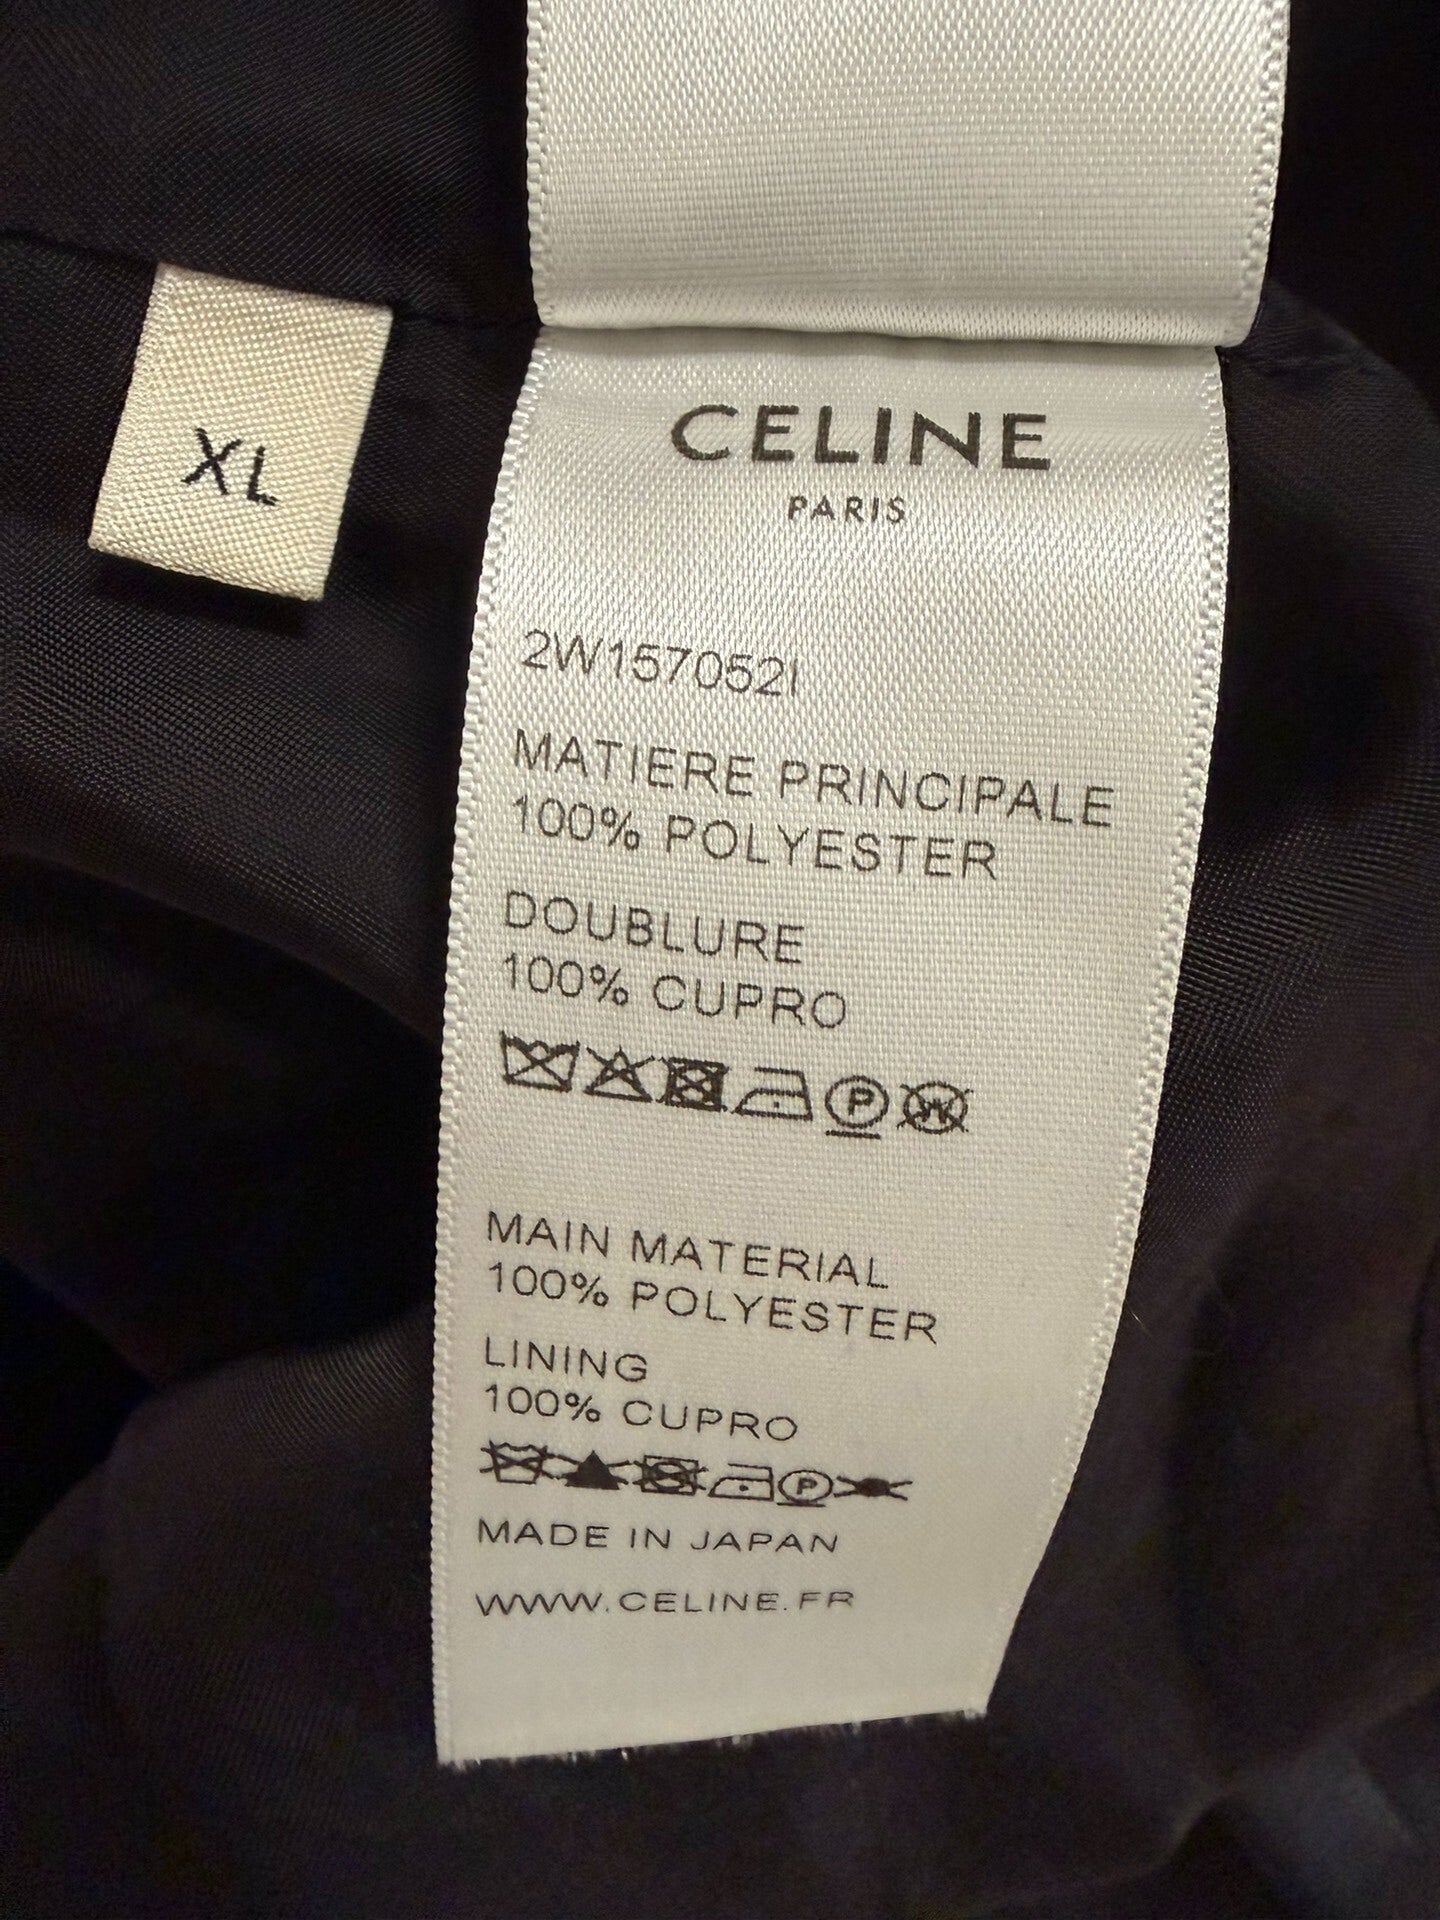 XL
CELINE
PARIS
2W157052I
MATIERE PRINCIPALE
100% POLYESTER
DOUBLURE
100% CUPRO
P W
MAIN MATERIAL
100% POLYESTER
LINING
100% CUPRO
P
MADE IN JAPAN
WWW.CELINE.FR